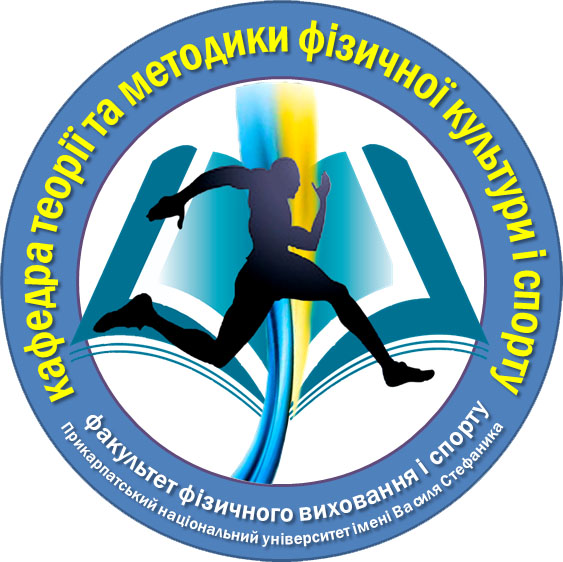 кафедра теорії та методики фізичної культури і спорту
факультет фізичного виховання і спорту
Прикарпатський національний університет імені Ва силя Стефаника